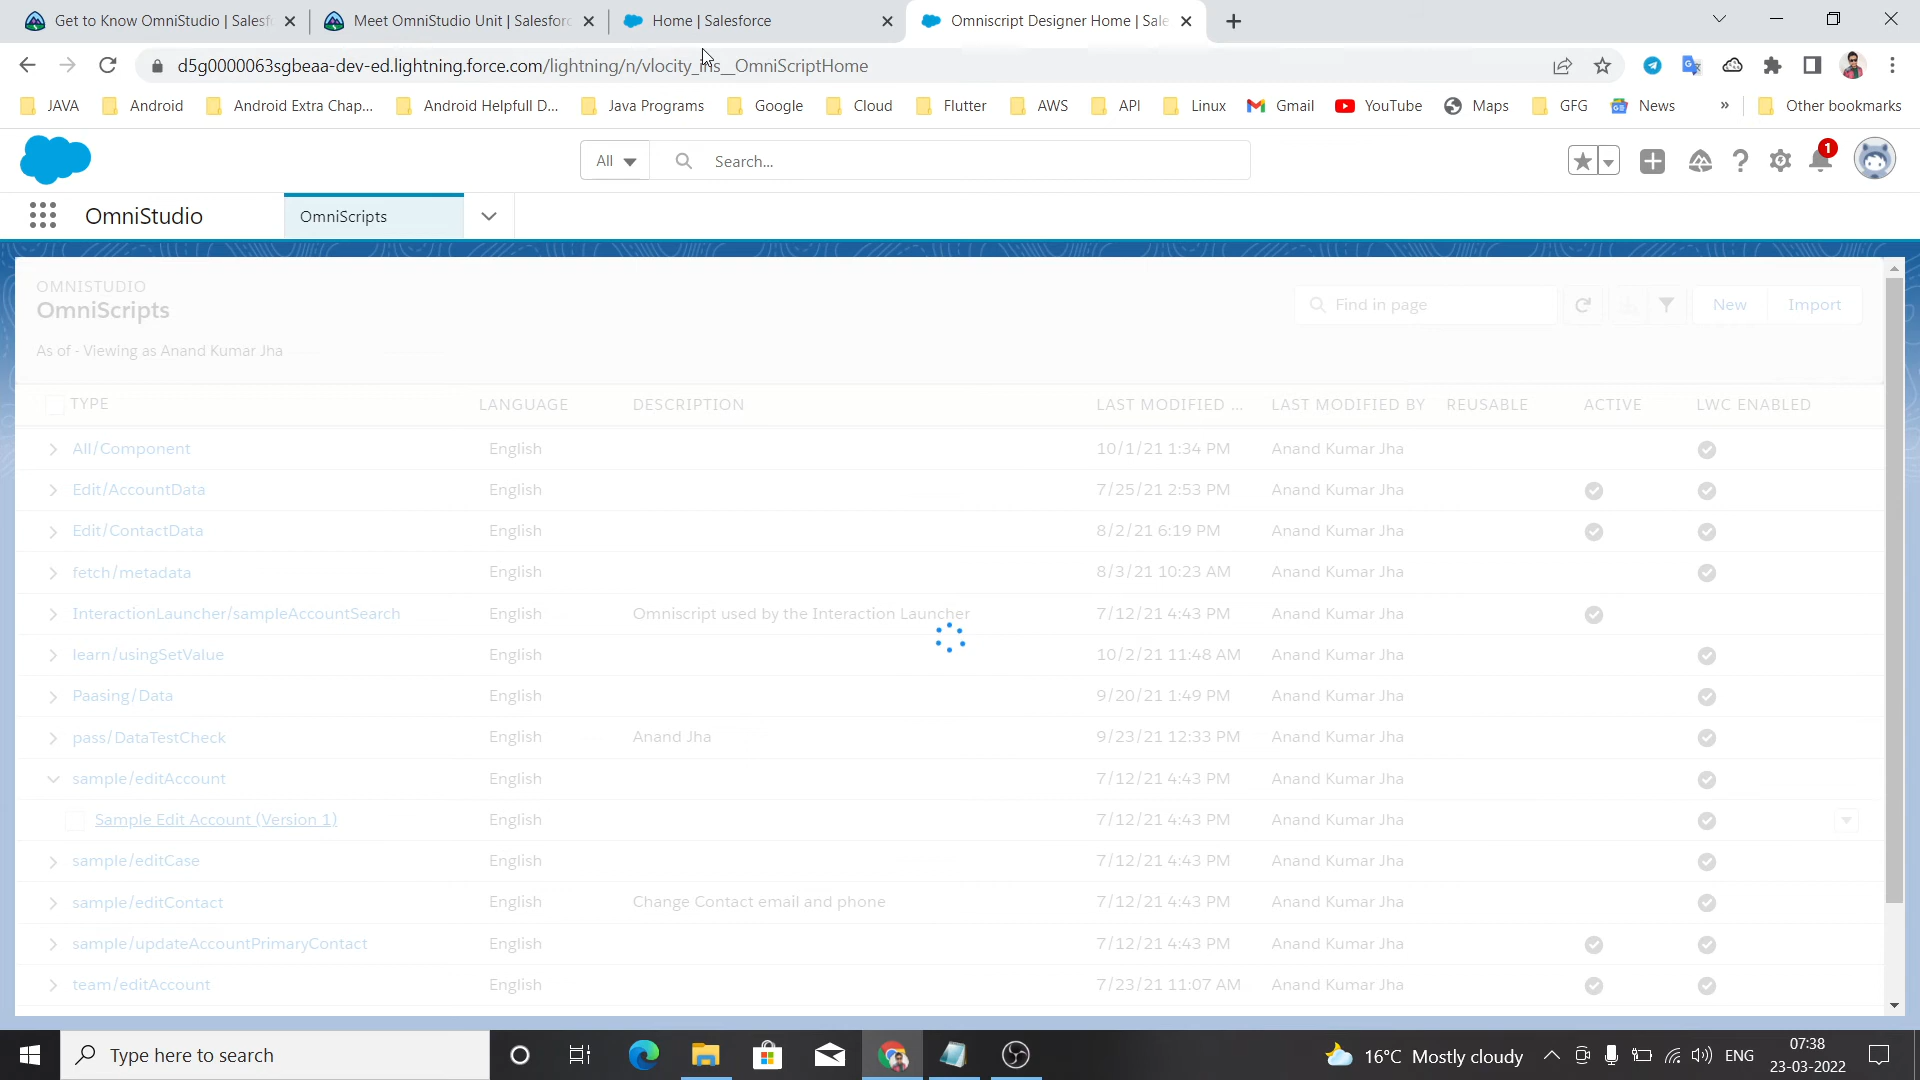 Get to Know OmniStudio | Salesf
Meet OmniStudio Unit | Salesforc
Home | Salesforce
Omniscript Designer Home | Sale
d5g0000063sgbeaa-dev-ed.lightning.force.com/lightning/n/vlocity_ins__OmniScriptHome
JAVA
Android
Android Extra Chap...
Android Helpfull D...
Java Programs
Google
Cloud
Flutter
AWS
API
Linux
Gmail
YouTube
Maps
GFG
News
»
Other bookmarks
All
Search...
1
OmniStudio
OmniScripts
OMNISTUDIO
OmniScripts
As of - Viewing as Anand Kumar Jha
Find in page
New
Import
TYPE LANGUAGE DESCRIPTION LAST MODIFIED ... LAST MODIFIED BY REUSABLE ACTIVE LWC ENABLED
All/Component English 10/1/21 1:34 PM Anand Kumar Jha
Edit/AccountData English 7/25/21 2:53 PM Anand Kumar Jha
Edit/ContactData English 8/2/21 6:19 PM Anand Kumar Jha
fetch/metadata English 8/3/21 10:23 AM Anand Kumar Jha
InteractionLauncher/sampleAccountSearch English Omniscript used by the Interaction Launcher 7/12/21 4:43 PM Anand Kumar Jha
learn/usingSetValue English 10/2/21 11:48 AM Anand Kumar Jha
Paasing/Data English 9/20/21 1:49 PM Anand Kumar Jha
pass/DataTestCheck English Anand Jha 9/23/21 12:33 PM Anand Kumar Jha
sample/editAccount English 7/12/21 4:43 PM Anand Kumar Jha
Sample Edit Account (Version 1) English 7/12/21 4:43 PM Anand Kumar Jha
sample/editCase English 7/12/21 4:43 PM Anand Kumar Jha
sample/editContact English Change Contact email and phone 7/12/21 4:43 PM Anand Kumar Jha
sample/updateAccountPrimaryContact English 7/12/21 4:43 PM Anand Kumar Jha
team/editAccount English 7/23/21 11:07 AM Anand Kumar Jha
Type here to search
16°C Mostly cloudy
ENG
07:38
23-03-2022